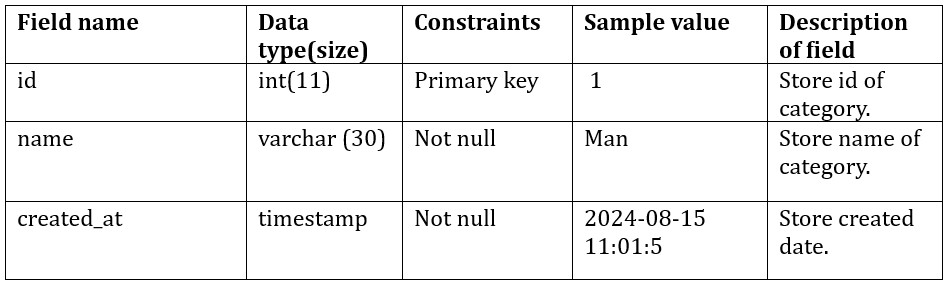 Field name Data type(size) Constraints Sample value Description of field
id int(11) Primary key 1 Store id of category.
name varchar (30) Not null Man Store name of category.
created_at timestamp Not null 2024-08-15 11:01:5 Store created date.